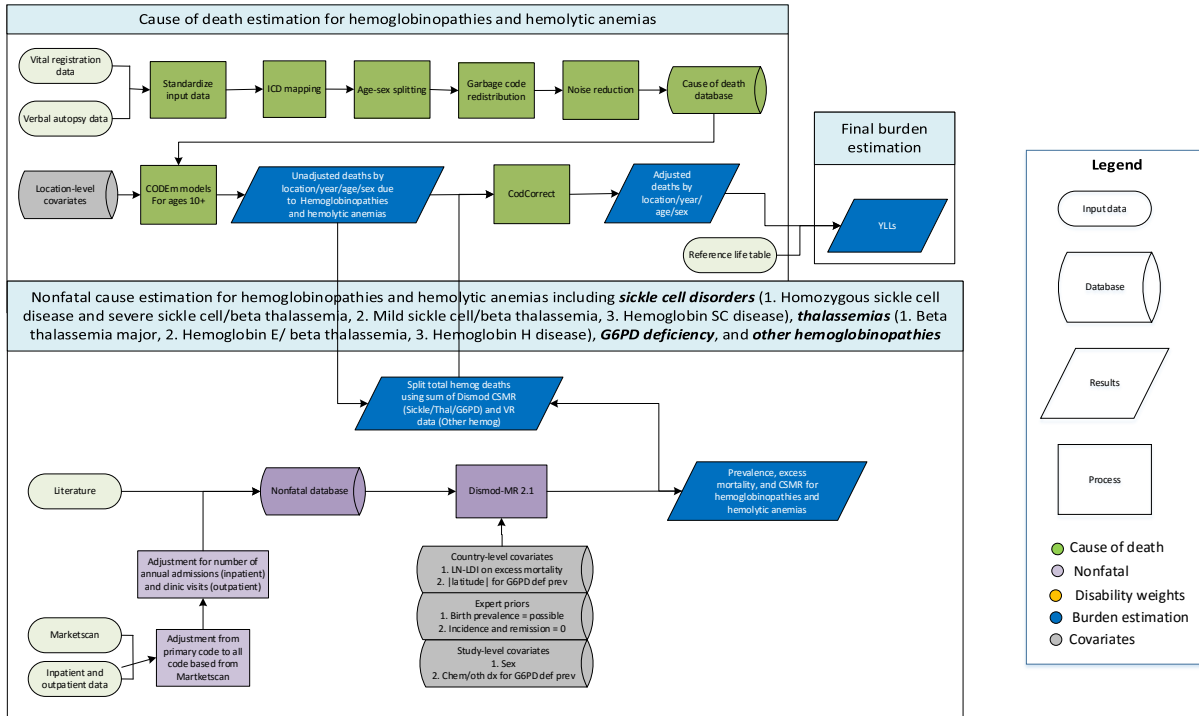 Cause of death estimation for hemoglobinopathies and hemolytic anemias
Vital registration
data
Verbal autopsy data
Standardize
input data
ICD mapping
Age-sex splitting
Garbage code
redistribution
Noise reduction
Cause of death
database
Location-level
covariates
CODEm models
For ages 10+
Unadjusted deaths by
location/year/age/sex due
to Hemoglobinopathies
and hemolytic anemias
CodCorrect
Adjusted
deaths by
location/year/
age/sex
Reference life table
Final burden
estimation
YLLs
Nonfatal cause estimation for hemoglobinopathies and hemolytic anemias including sickle cell disorders (1. Homozygous sickle cell
disease and severe sickle cell/beta thalassemia, 2. Mild sickle cell/beta thalassemia, 3. Hemoglobin SC disease), thalassemias (1. Beta
thalassemia major, 2. Hemoglobin E/ beta thalassemia, 3. Hemoglobin H disease), G6PD deficiency, and other hemoglobinopathies
Split total hemog deaths
using sum of Dismod CSMR
(Sickle/Thal/G6PD) and VR
data (Other hemog)
Literature
Nonfatal database
Dismod-MR 2.1
Prevalence, excess
mortality, and CSMR for
hemoglobinopathies and
hemolytic anemias
Adjustment for number of
annual admissions (inpatient)
and clinic visits (outpatient)
Marketscan
Inpatient and
outpatient data
Adjustment from
primary code to all
code based from
Martketscan
Country-level covariates
1. LN-LDI on excess mortality
2. |latitude| for G6PD def prev
Expert priors
1. Birth prevalence = possible
2. Incidence and remission = 0
Study-level covariates
1. Sex
2. Chem/oth dx for G6PD def prev
Legend
Input data
Database
Results
Process
Cause of death
Nonfatal
Disability weights
Burden estimation
Covariates